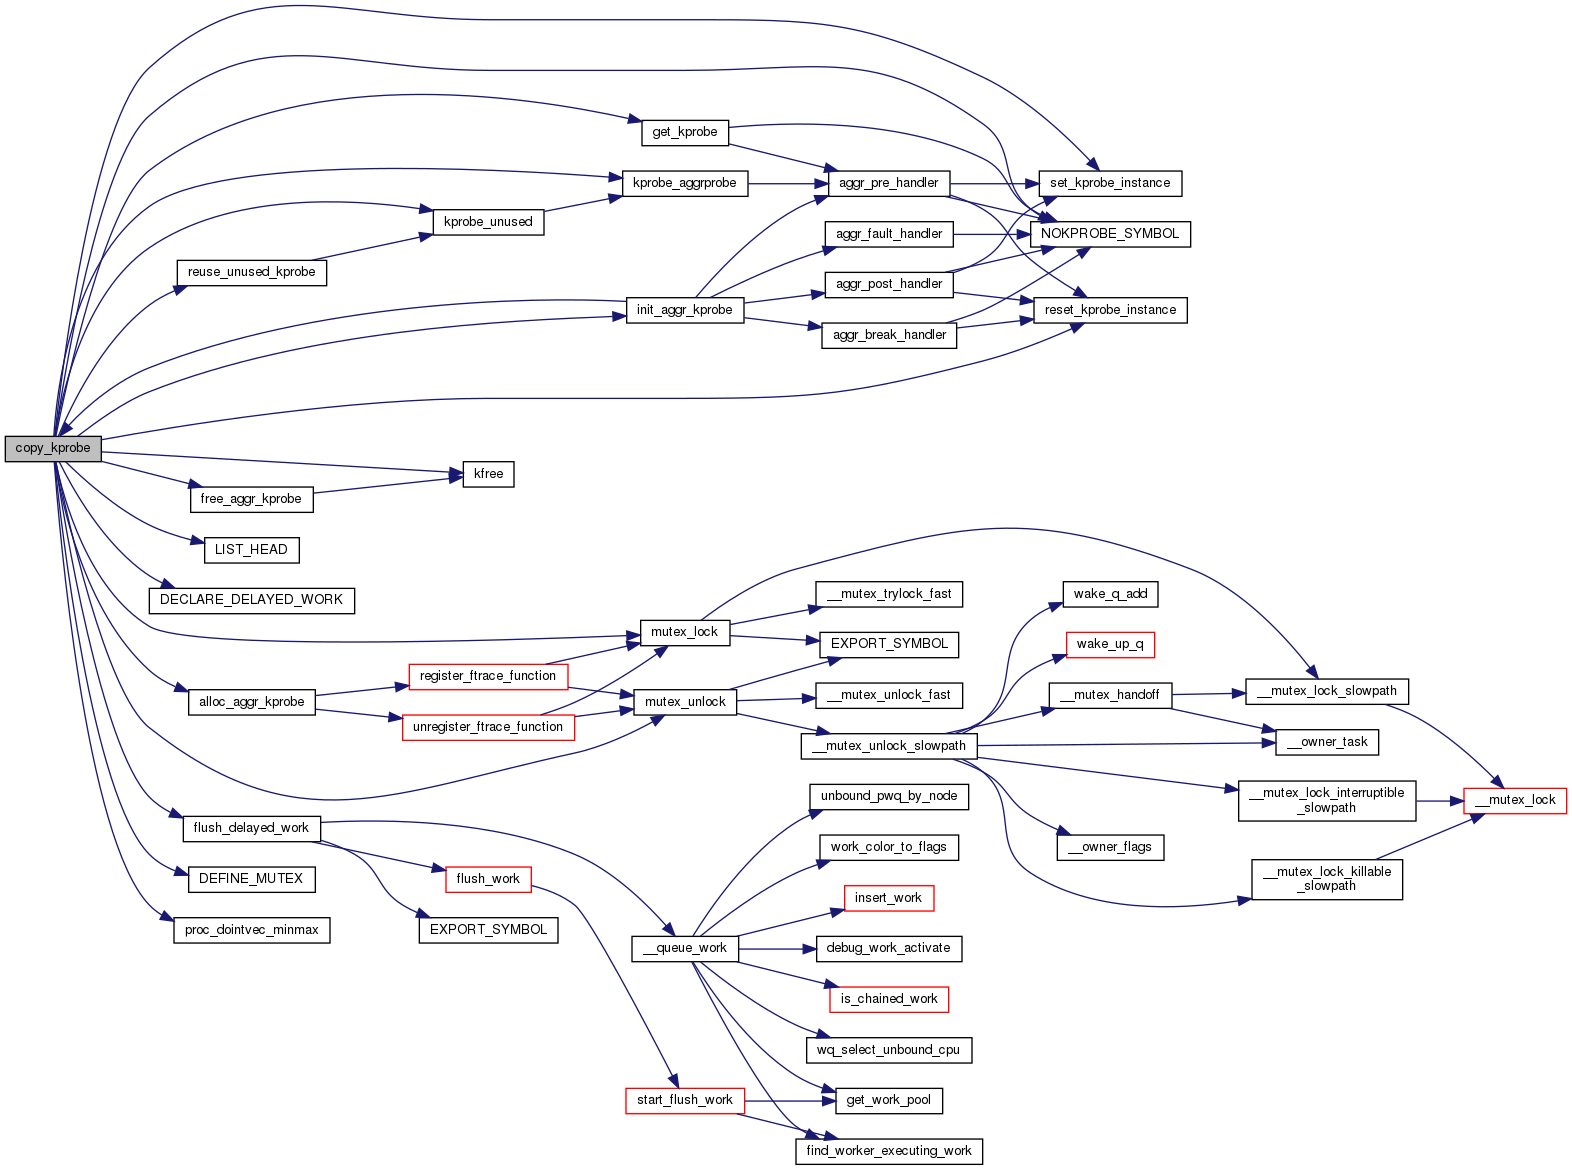 get_kprobe
kprobe_aggrprobe
aggr_pre_handler
set_kprobe_instance
kprobe_unused
aggr_fault_handler
NOKPROBE_SYMBOL
reuse_unused_kprobe
aggr_post_handler
init_aggr_kprobe
reset_kprobe_instance
aggr_break_handler
copy_kprobe
kfree
free_aggr_kprobe
LIST_HEAD
DECLARE_DELAYED_WORK
__mutex_trylock_fast
wake_q_add
mutex_lock
EXPORT_SYMBOL
wake_up_q
register_ftrace_function
__mutex_unlock_fast
__mutex_handoff
__mutex_lock_slowpath
alloc_aggr_kprobe
mutex_unlock
unregister_ftrace_function
__mutex_unlock_slowpath
__owner_task
unbound_pwq_by_node
__mutex_lock_interruptible
_slowpath
__mutex_lock
flush_delayed_work
work_color_to_flags
__owner_flags
DEFINE_MUTEX
flush_work
insert_work
__mutex_lock_killable
_slowpath
proc_dointvec_minmax
EXPORT_SYMBOL
__queue_work
debug_work_activate
is_chained_work
wq_select_unbound_cpu
start_flush_work
get_work_pool
find_worker_executing_work